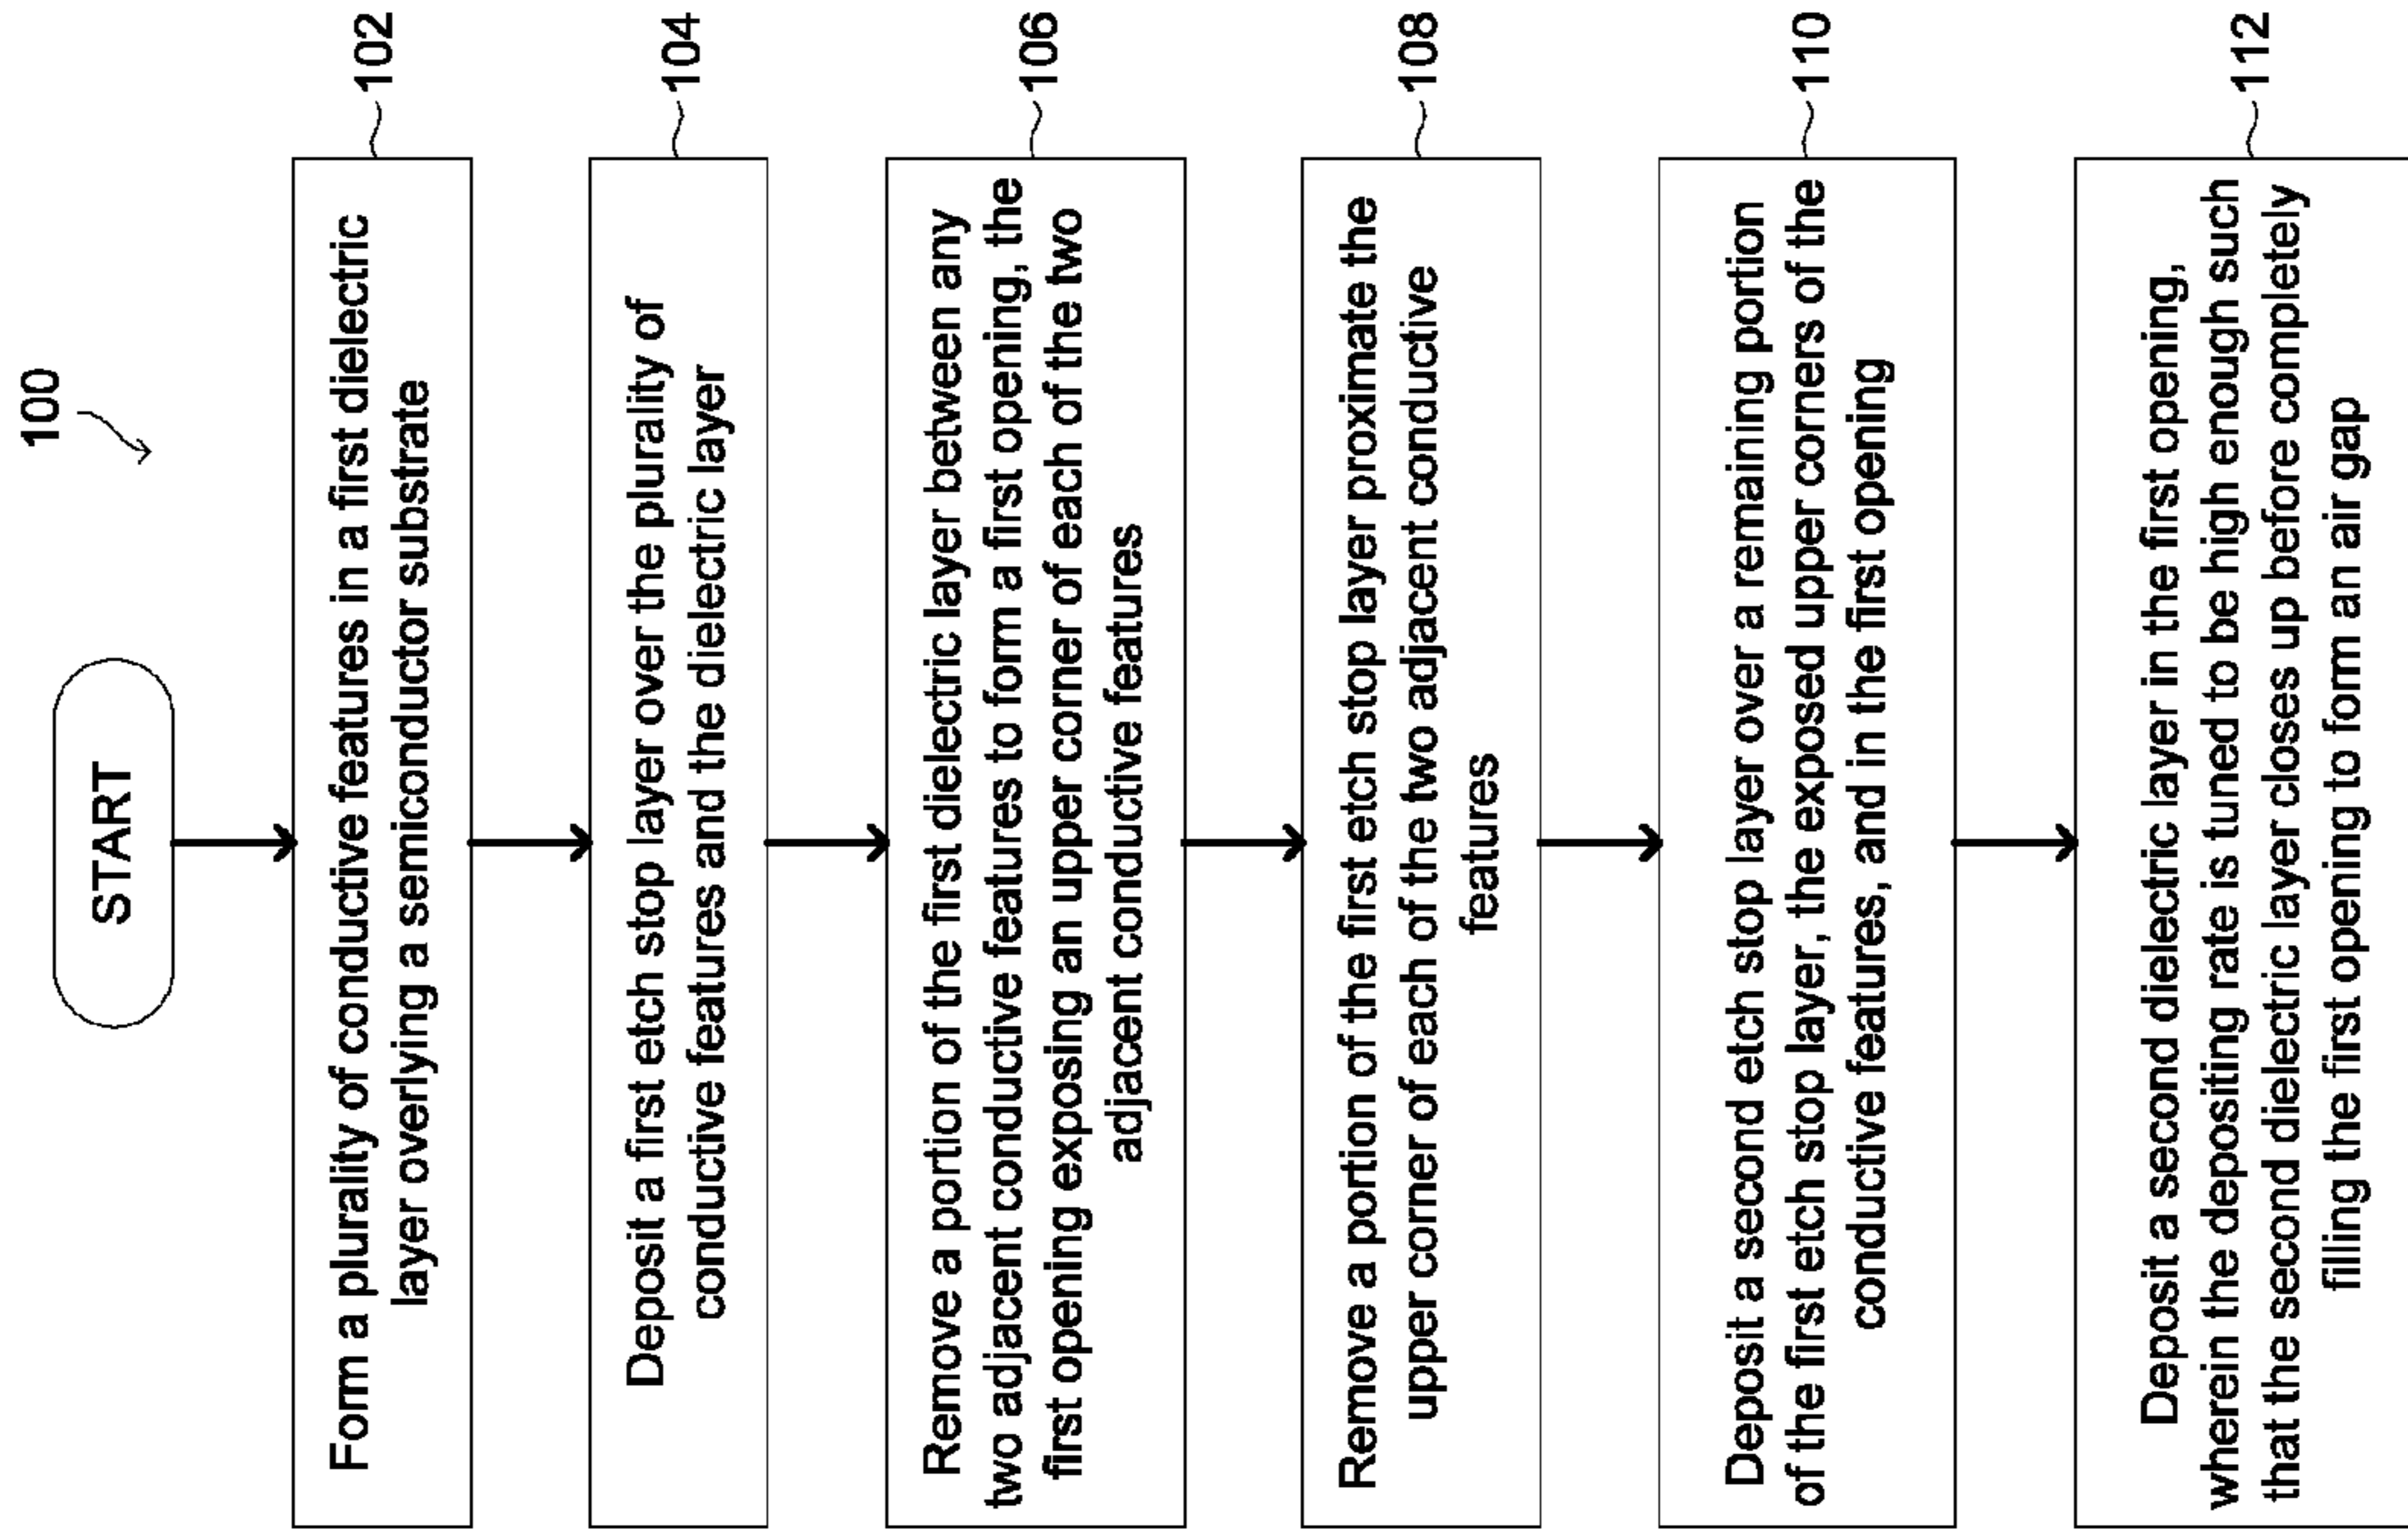 100
START
Form a plurality of conductive features in a first dielectric
layer overlying a semiconductor substrate
102
Deposit a first etch stop layer over the plurality of
conductive features and the dielectric layer
104
Remove a portion of the first dielectric layer between any
two adjacent conductive features to form a first opening, the
first opening exposing an upper corner of each of the two
adjacent conductive features
106
Remove a portion of the first etch stop layer proximate the
upper corner of each of the two adjacent conductive
features
108
Deposit a second etch stop layer over a remaining portion
of the first etch stop layer, the exposed upper corners of the
conductive features, and in the first opening
110
Deposit a second dielectric layer in the first opening,
wherein the depositing rate is tuned to be high enough such
that the second dielectric layer closes up before completely
filling the first opening to form an air gap
112